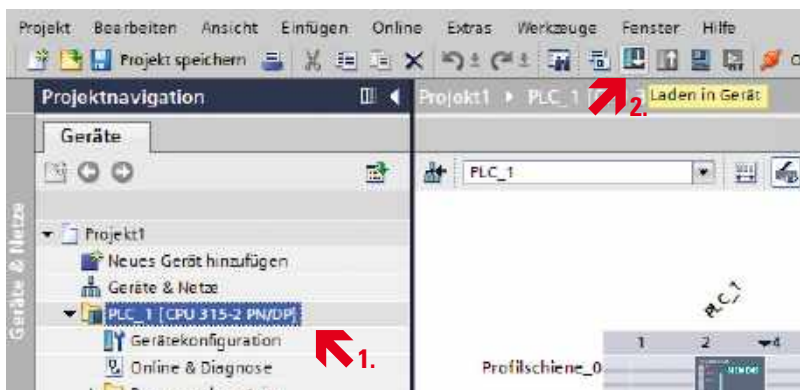 Projekt Bearbeiten Ansicht Einfügen Online Extras Werkzeuge Fenster Hilfe
Projekt speichern
Projektnavigation
Projekt1 PLC_1
2.
Laden in Gerät
Geräte
PLC_1
Geräte & Netze
Projekt1
Neues Gerät hinzufügen
Geräte & Netze
PLC_1 [CPU 315-2 PN/DP]
1.
Gerätekonfiguration
Online & Diagnose
PLC_1
1 2 4
Profilschiene_0